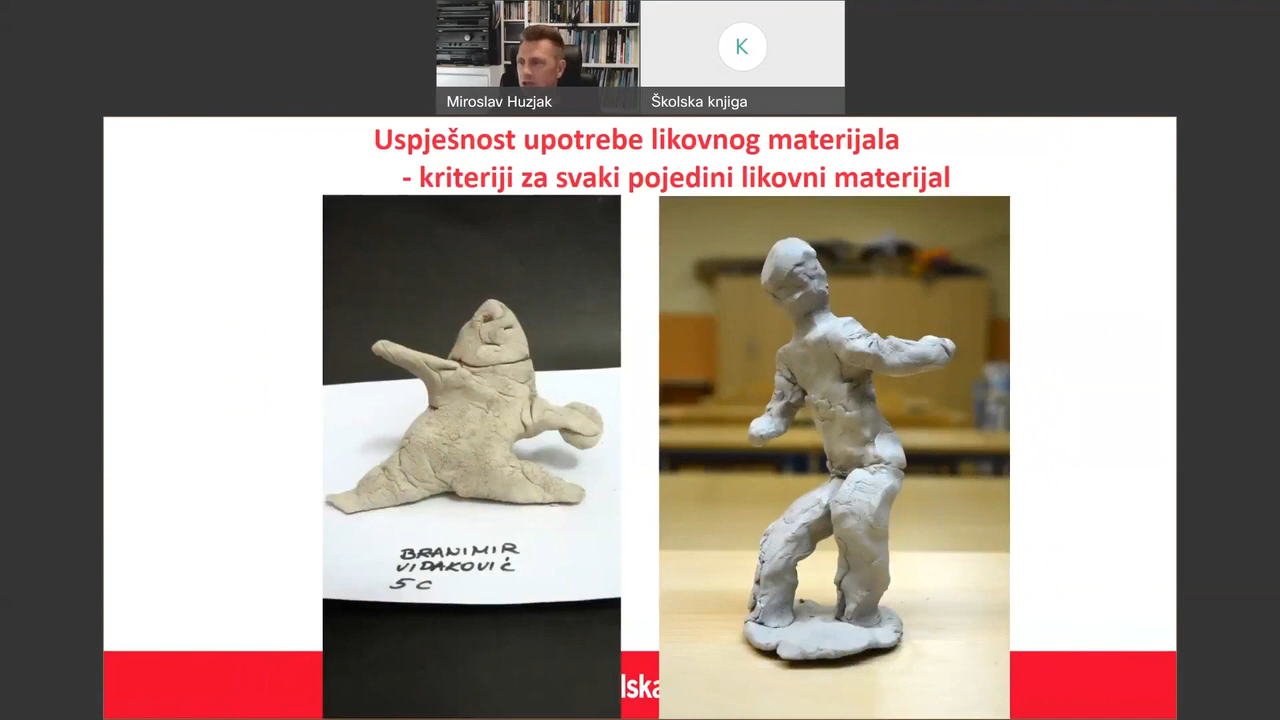 K
Miroslav Huzjak
Školska knjiga
Uspješnost upotrebe likovnog materijala
- kriteriji za svaki pojedini likovni materijal
BRANIMIR
VIDAKOVIĆ
5C
lska